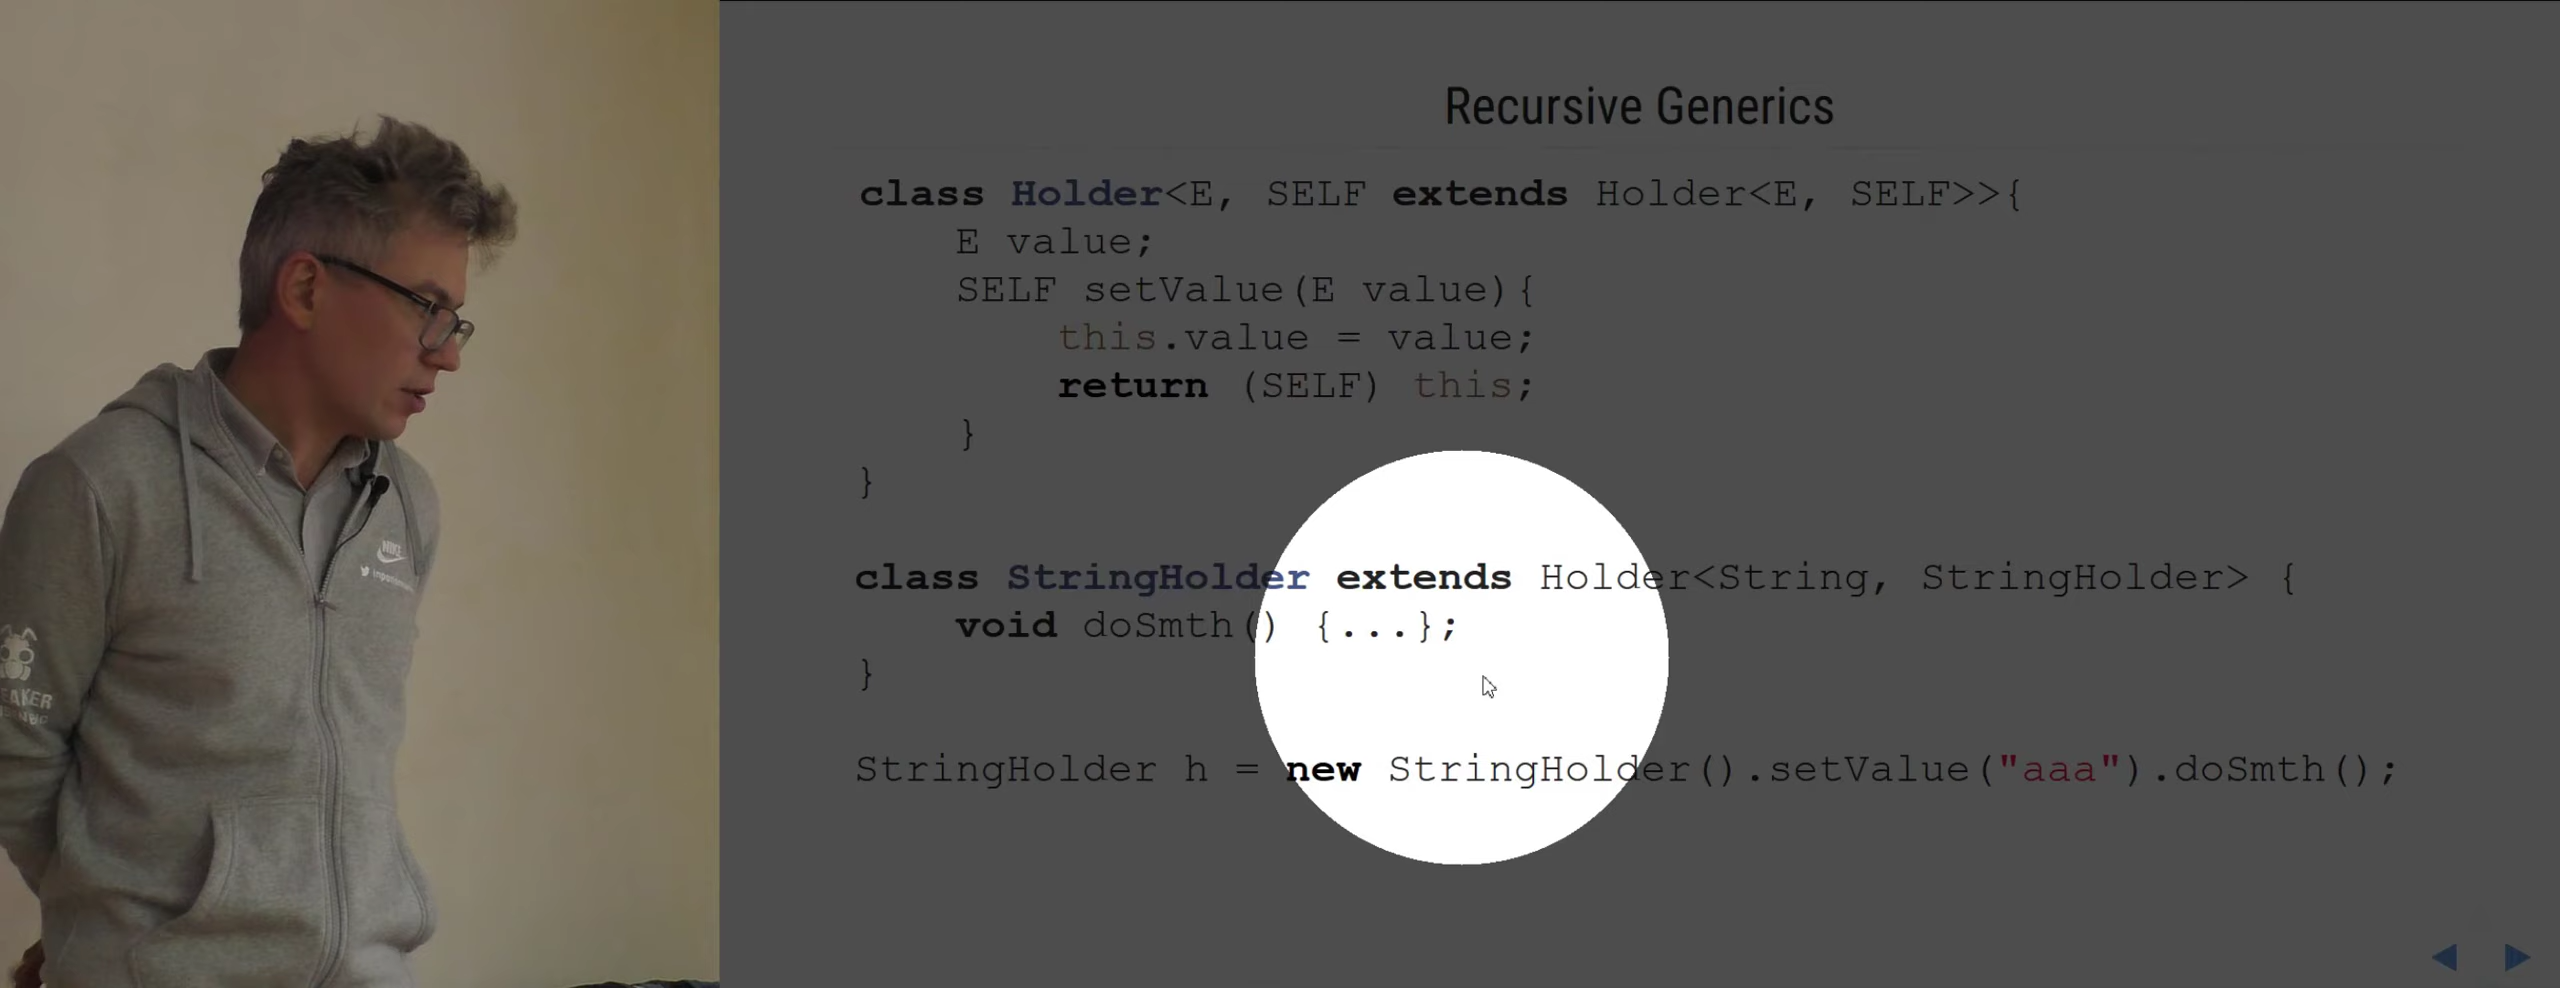 Recursive Generics
class Holder<E, SELF extends Holder<E, SELF>>{
    E value;
    SELF setValue(E value){
        this.value = value;
        return (SELF) this;
    }
}
class StringHolder extends Holder<String, StringHolder> {
    void doSmth() {...};
}
StringHolder h = new StringHolder().setValue("aaa").doSmth();
NIKE